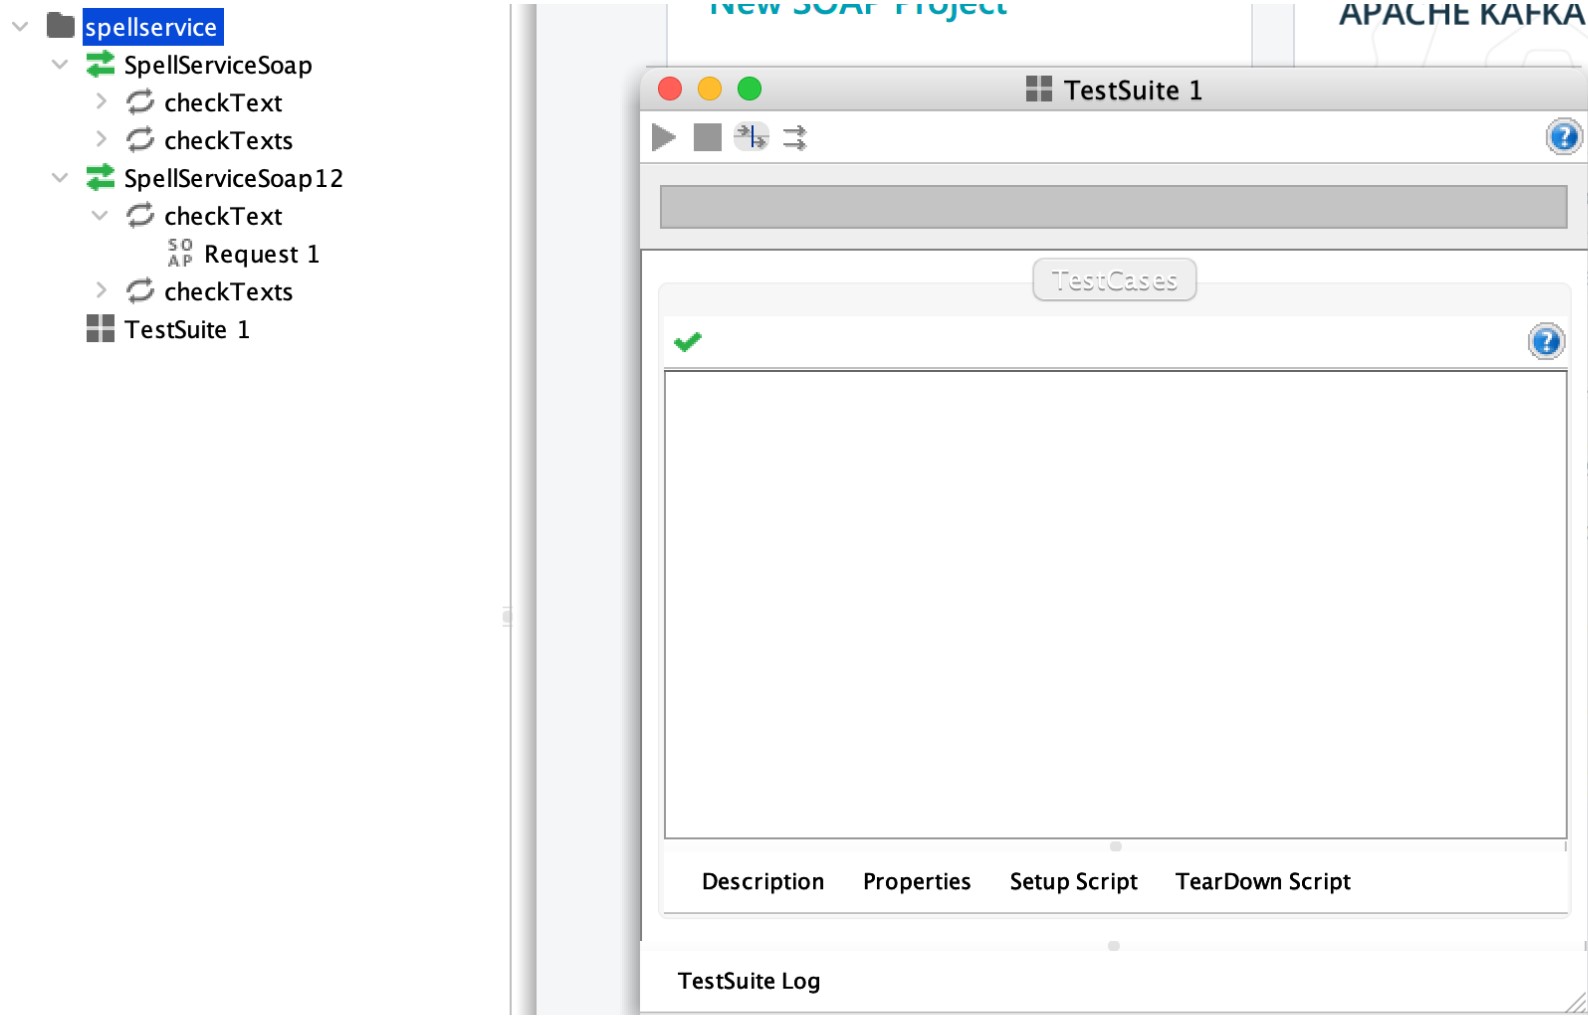 spellservice
SpellServiceSoap
checkText
checkTexts
SpellServiceSoap12
checkText
SO
AP Request 1
checkTexts
TestSuite 1
New SOAP Project
APACHE KAFKA
TestSuite 1
TestCases
Description Properties Setup Script TearDown Script
TestSuite Log